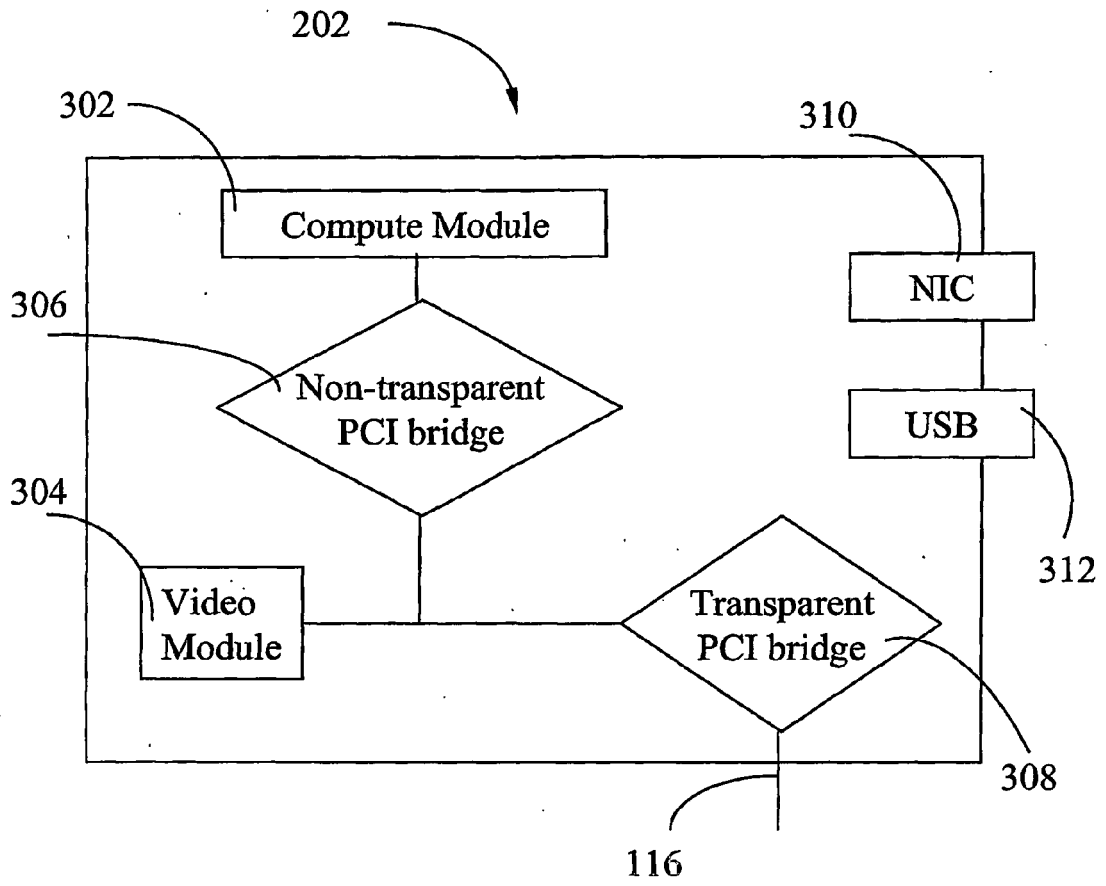 202
302
310
Compute Module
NIC
306
Non-transparent
PCI bridge
USB
304
312
Video
Module
Transparent
PCI bridge
308
116